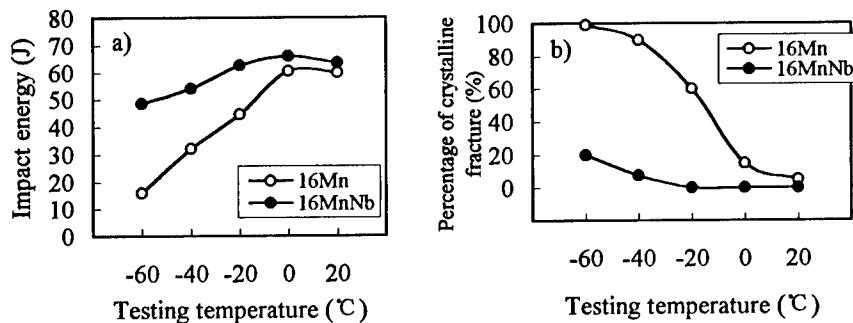 a)
Impact energy (J)
80
70
60
50
40
30
20
10
0
16Mn
16MnNb
-60 -40 -20 0 20
Testing temperature (℃)
b)
Percentage of crystalline
fracture (%)
100
80
60
40
20
0
16Mn
16MnNb
-60 -40 -20 0 20
Testing temperature (℃)